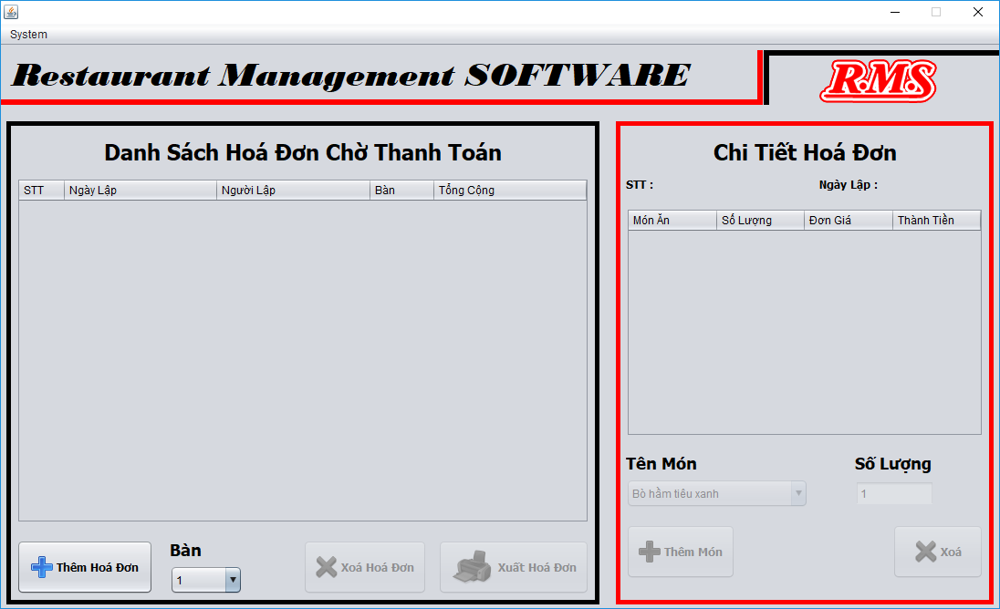 System
Restaurant Management SOFTWARE
R.M.S
Danh Sách Hoá Đơn Chờ Thanh Toán
STT Ngày Lập Người Lập Bàn Tổng Cộng
Thêm Hoá Đơn
Bàn
1
Xoá Hoá Đơn
Xuất Hoá Đơn
Chi Tiết Hoá Đơn
STT : Ngày Lập :
Món Ăn Số Lượng Đơn Giá Thành Tiền
Tên Món Số Lượng
Bò hầm tiêu xanh 1
Thêm Món Xoá